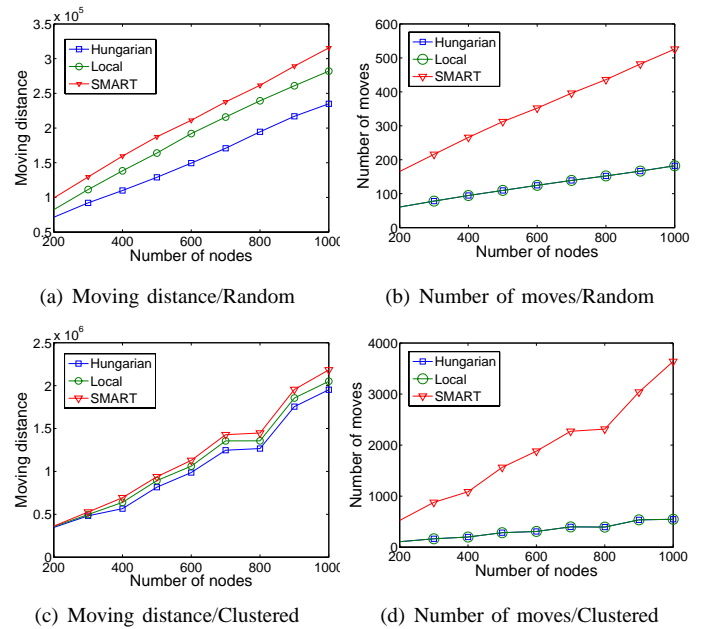 x 10^5
3.5
3
2.5
2
1.5
1
0.5
Moving distance
Hungarian
Local
SMART
200 400 600 800 1000
Number of nodes
(a) Moving distance/Random
600
500
400
300
200
100
0
Number of moves
Hungarian
Local
SMART
200 400 600 800 1000
Number of nodes
(b) Number of moves/Random
x 10^6
2.5
2
1.5
1
0.5
0
Moving distance
Hungarian
Local
SMART
200 400 600 800 1000
Number of nodes
(c) Moving distance/Clustered
4000
3000
2000
1000
0
Number of moves
Hungarian
Local
SMART
200 400 600 800 1000
Number of nodes
(d) Number of moves/Clustered